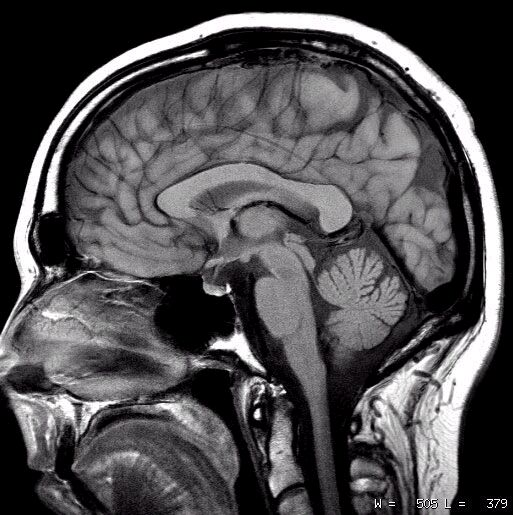 W = 505 L = 379